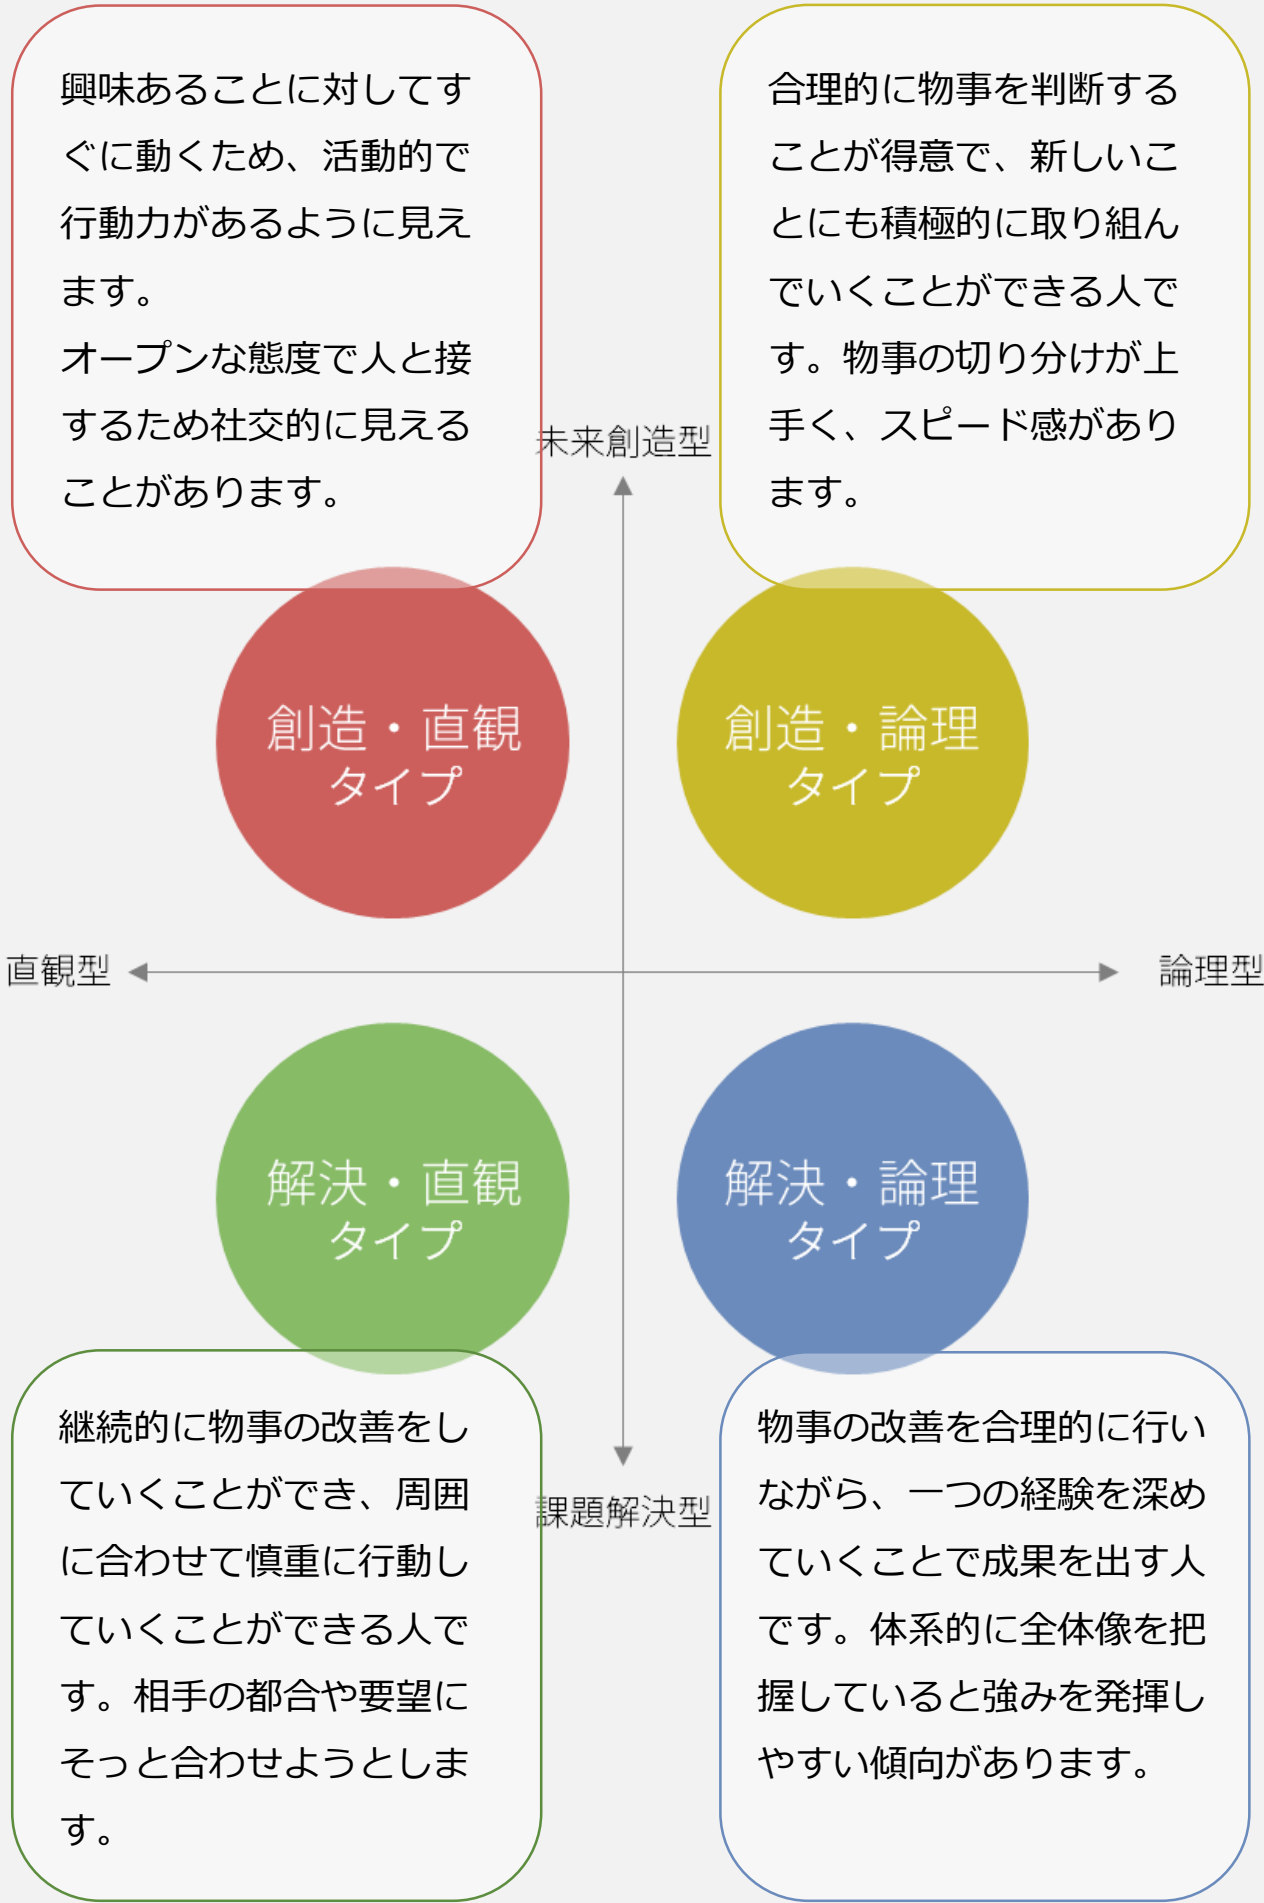 興味あることに対してす
ぐに動くため、活動的で
行動力があるように見え
ます。
オープンな態度で人と接
するため社交的に見える
ことがあります。
合理的に物事を判断する
ことが得意で、新しいこ
とにも積極的に取り組ん
でいくことができる人で
す。物事の切り分けが上
手く、スピード感があり
ます。
未来創造型
創造・直観
タイプ
創造・論理
タイプ
直観型
論理型
解決・直観
タイプ
解決・論理
タイプ
課題解決型
継続的に物事の改善をし
ていくことができ、周囲
に合わせて慎重に行動し
ていくことができる人で
す。相手の都合や要望に
そっと合わせようとしま
す。
物事の改善を合理的に行い
ながら、一つの経験を深め
ていくことで成果を出す人
です。体系的に全体像を把
握していると強みを発揮し
やすい傾向があります。